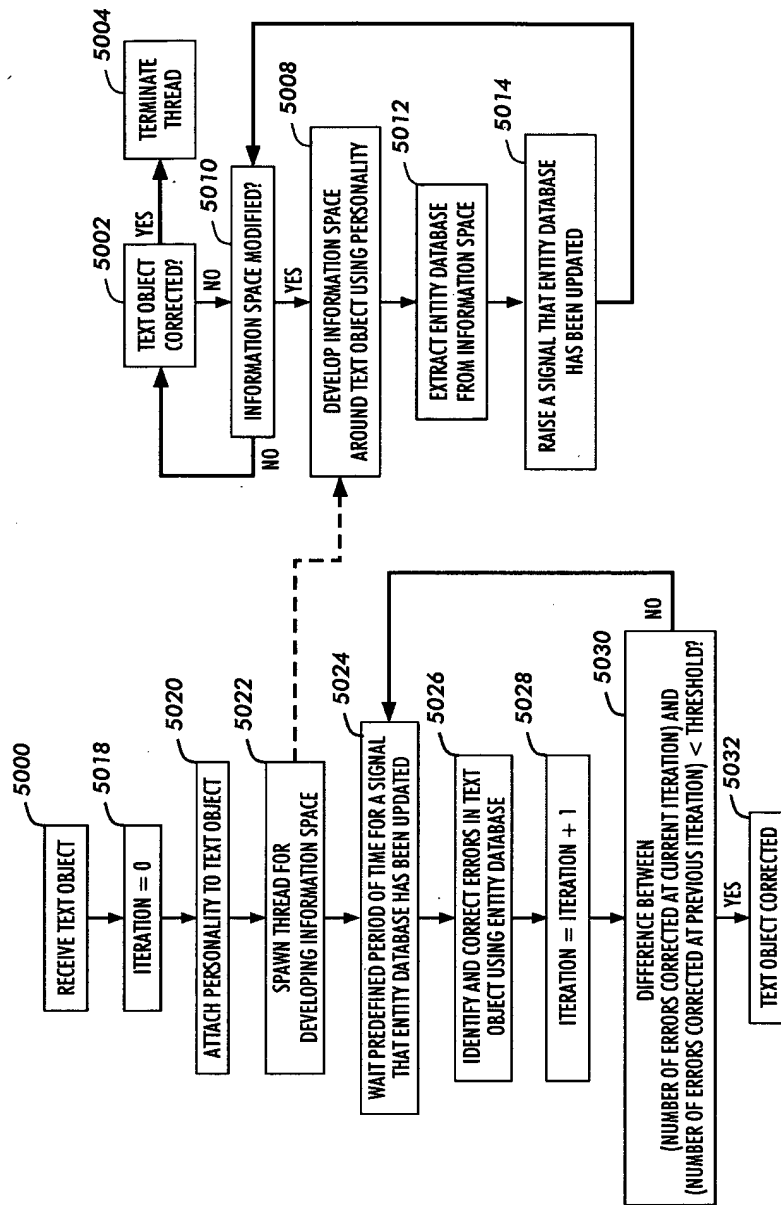 5000
RECEIVE TEXT OBJECT
5018
ITERATION = 0
5020
ATTACH PERSONALITY TO TEXT OBJECT
5022
SPAWN THREAD FOR
DEVELOPING INFORMATION SPACE
5024
WAIT PREDEFINED PERIOD OF TIME FOR A SIGNAL
THAT ENTITY DATABASE HAS BEEN UPDATED
5026
IDENTIFY AND CORRECT ERRORS IN TEXT
OBJECT USING ENTITY DATABASE
5028
ITERATION = ITERATION + 1
5030
DIFFERENCE BETWEEN
(NUMBER OF ERRORS CORRECTED AT CURRENT ITERATION) AND
(NUMBER OF ERRORS CORRECTED AT PREVIOUS ITERATION) < THRESHOLD?
NO
YES
5032
TEXT OBJECT CORRECTED
5002
TEXT OBJECT
CORRECTED?
YES
5004
TERMINATE
THREAD
NO
5010
INFORMATION SPACE MODIFIED?
NO
YES
5008
DEVELOP INFORMATION SPACE
AROUND TEXT OBJECT USING PERSONALITY
5012
EXTRACT ENTITY DATABASE
FROM INFORMATION SPACE
5014
RAISE A SIGNAL THAT ENTITY DATABASE
HAS BEEN UPDATED